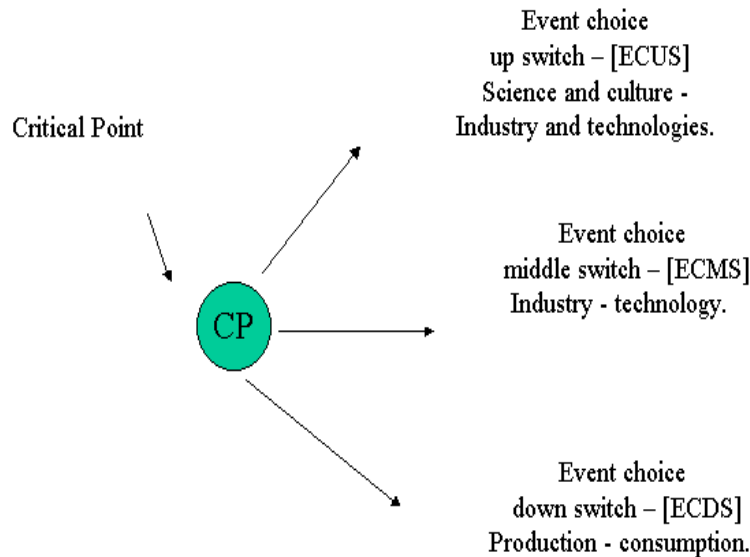 Event choice
up switch – [ECUS]
Science and culture -
Industry and technologies.
Critical Point
Event choice
middle switch – [ECMS]
Industry - technology.
CP
Event choice
down switch – [ECDS]
Production - consumption.